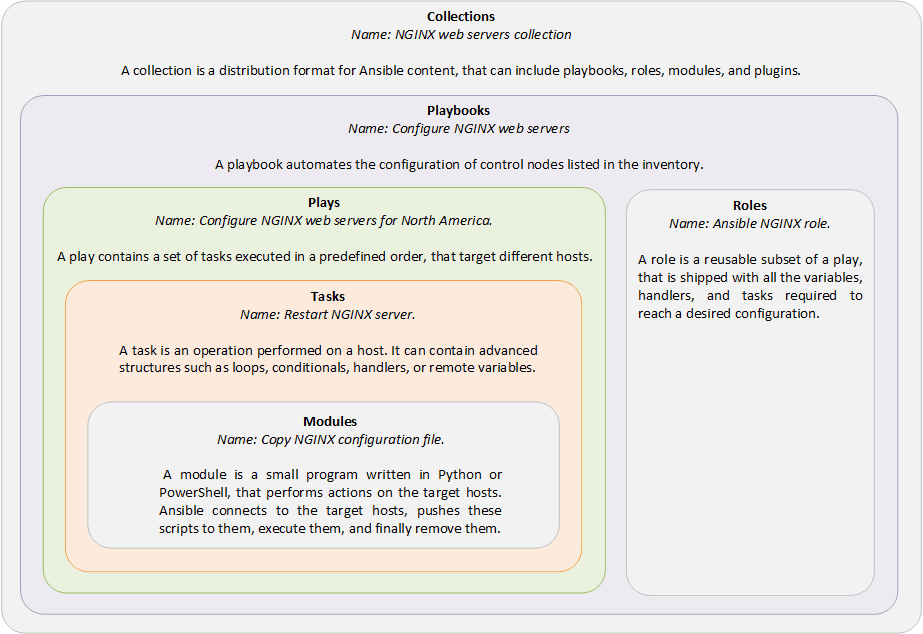 Collections
Name: NGINX web servers collection
A collection is a distribution format for Ansible content, that can include playbooks, roles, modules, and plugins.
Playbooks
Name: Configure NGINX web servers
A playbook automates the configuration of control nodes listed in the inventory.
Plays
Name: Configure NGINX web servers for North America.
A play contains a set of tasks executed in a predefined order, that target different hosts.
Tasks
Name: Restart NGINX server.
A task is an operation performed on a host. It can contain advanced
structures such as loops, conditionals, handlers, or remote variables.
Modules
Name: Copy NGINX configuration file.
A module is a small program written in Python or
PowerShell, that performs actions on the target hosts.
Ansible connects to the target hosts, pushes these
scripts to them, execute them, and finally remove them.
Roles
Name: Ansible NGINX role.
A role is a reusable subset of a play,
that is shipped with all the variables,
handlers, and tasks required to
reach a desired configuration.